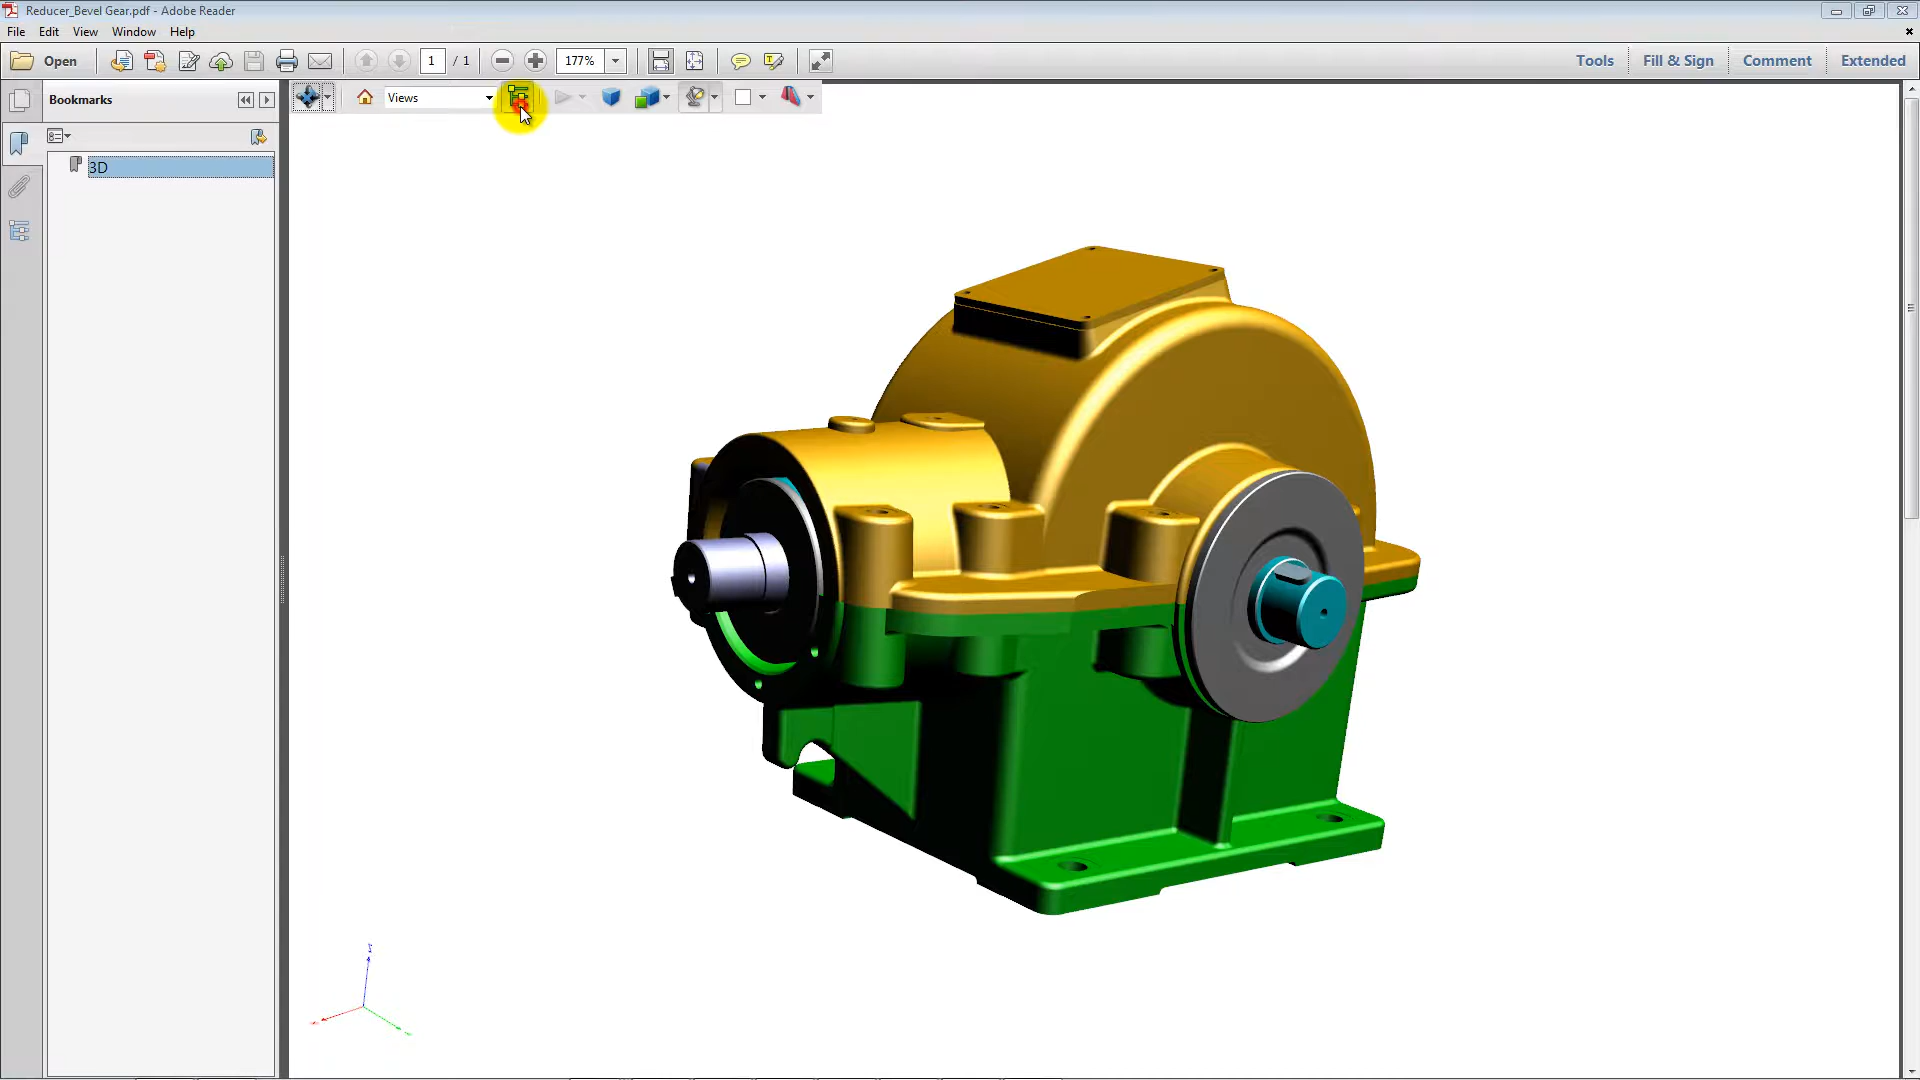 Reducer_Bevel Gear.pdf - Adobe Reader
File Edit View Window Help
Open 1 / 1 177% Tools Fill & Sign Comment Extended
Bookmarks
Views
3D